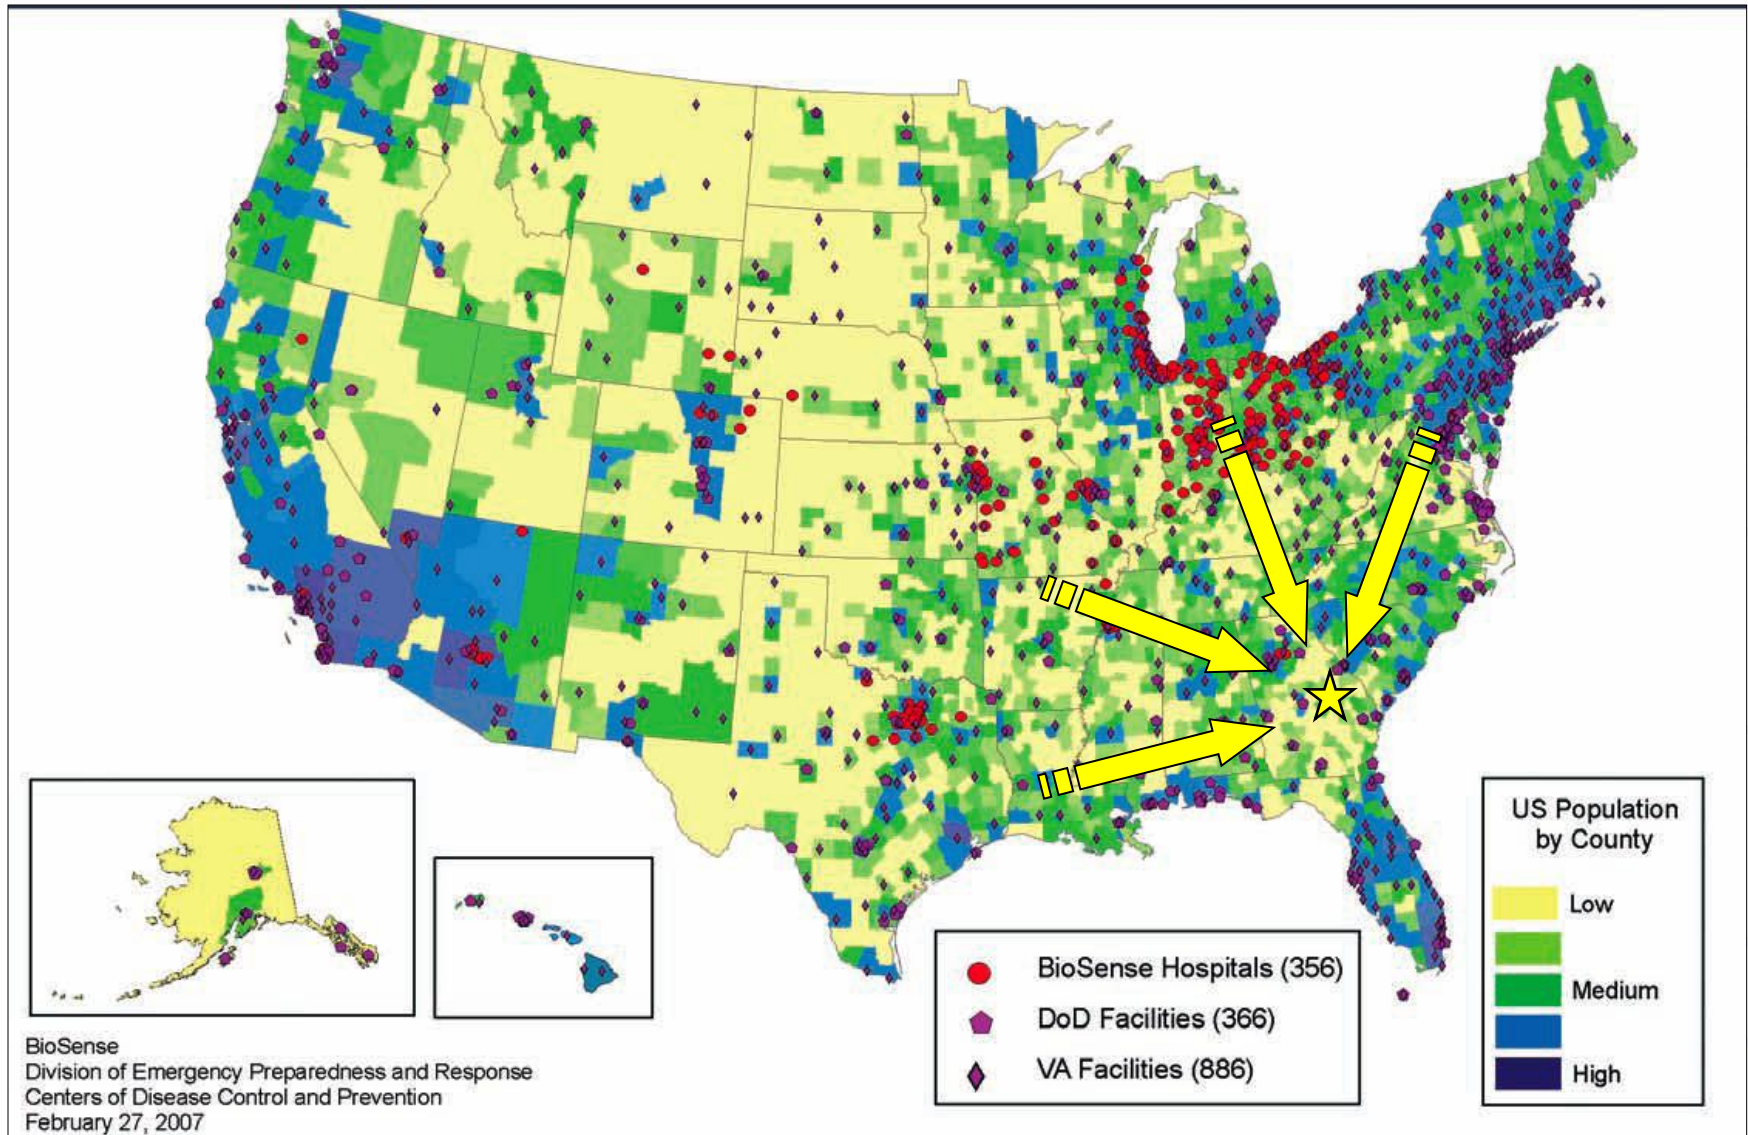 US Population
by County
Low
Medium
High
BioSense Hospitals (356)
DoD Facilities (366)
VA Facilities (886)
BioSense
Division of Emergency Preparedness and Response
Centers of Disease Control and Prevention
February 27, 2007